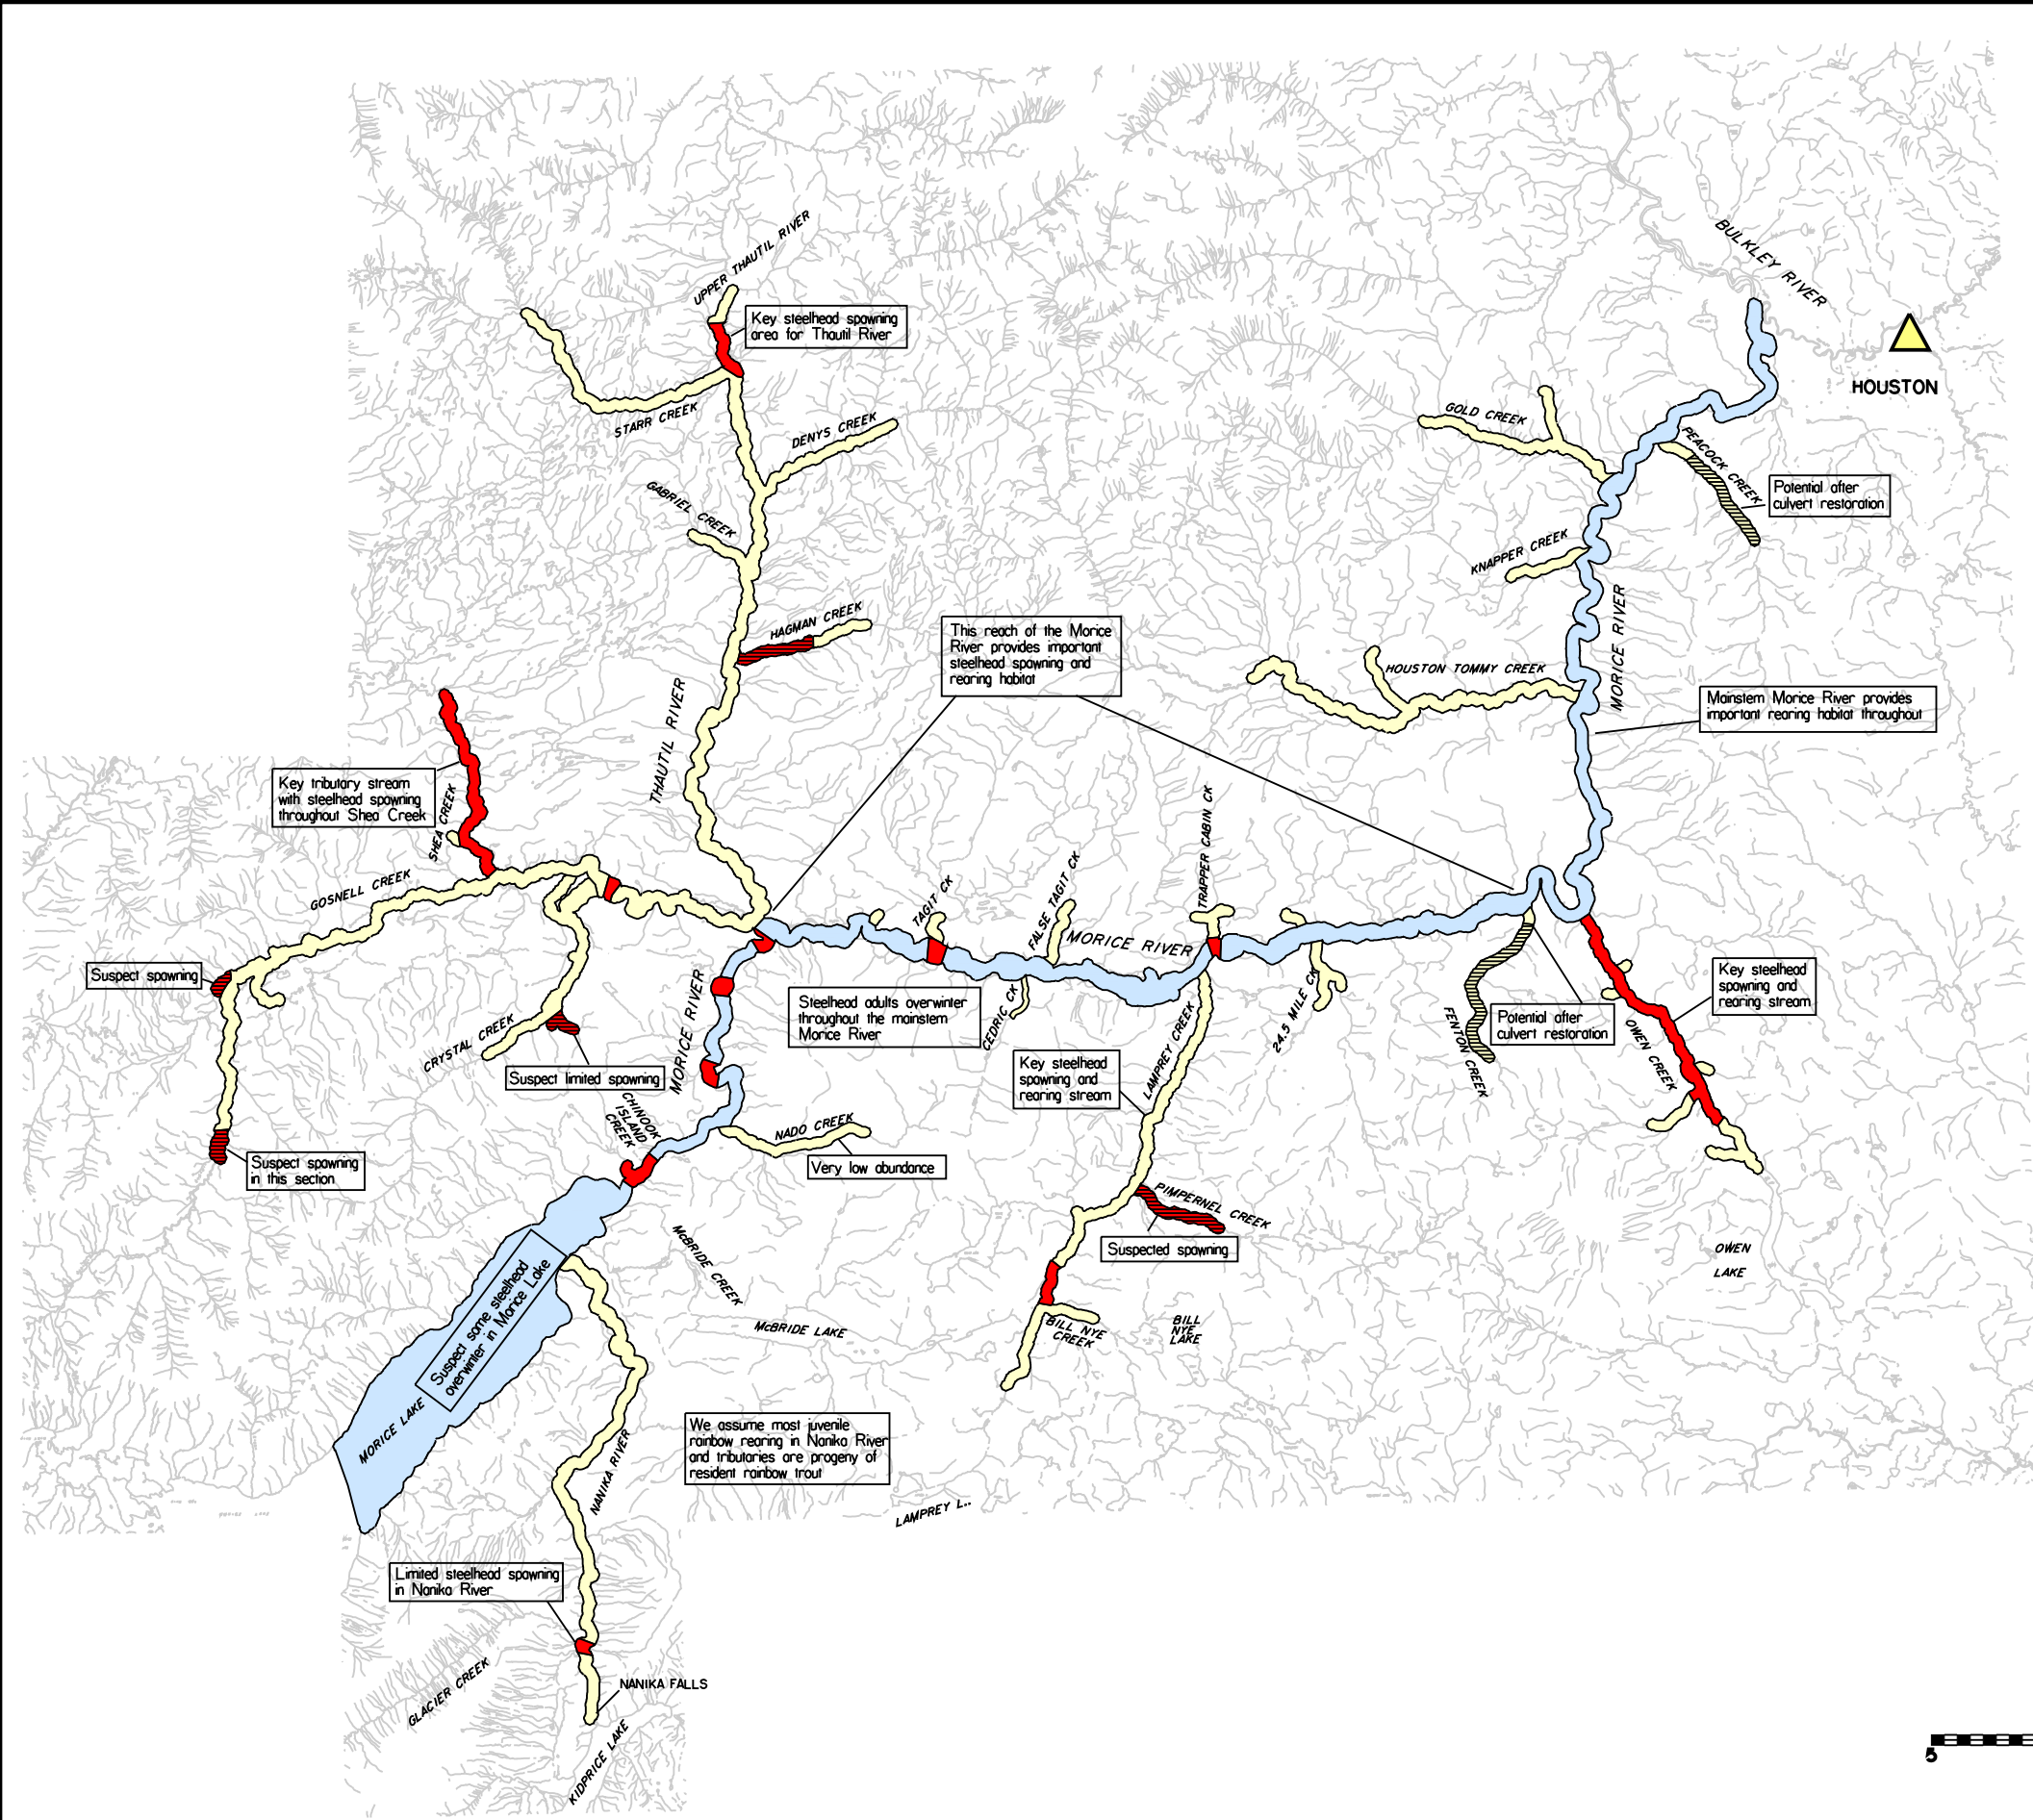 BULKLEY RIVER
HOUSTON
UPPER THAUTIL RIVER
Key steelhead spawning
area for Thautil River
STARR CREEK
DENYS CREEK
GABRIEL CREEK
HAGMAN CREEK
THAUTIL RIVER
GOLD CREEK
PEACOCK CREEK
Potential after
culvert restoration
KNAPPER CREEK
MORICE RIVER
HOUSTON TOMMY CREEK
This reach of the Morice
River provides important
steelhead spawning and
rearing habitat
Mainstem Morice River provides
important rearing habitat throughout
Key tributary stream
with steelhead spawning
throughout Shea Creek
SHEA CREEK
GOSNELL CREEK
Suspect spawning
CRYSTAL CREEK
Suspect limited spawning
Suspect spawning
in this section
MORICE RIVER
CHINOOK
ISLAND
CREEK
TAGIT CK
FALSE TAGIT CK
MORICE RIVER
TRAPPER CABIN CK
Steelhead adults overwinter
throughout the mainstem
Morice River
CEDRIC CK
LAMPREY CREEK
24.5 MILE CK
Key steelhead
spawning and
rearing stream
FENTON CREEK
Potential after
culvert restoration
OWEN CREEK
Key steelhead
spawning and
rearing stream
NADO CREEK
Very low abundance
PIMPERNEL CREEK
Suspected spawning
OWEN
LAKE
McBRIDE CREEK
McBRIDE LAKE
BILL NYE
CREEK
BILL
NYE
LAKE
Suspect some steelhead
overwinter in Morice Lake
MORICE LAKE
NANIKA RIVER
We assume most juvenile
rainbow rearing in Nanika River
and tributaries are progeny of
resident rainbow trout
LAMPREY L..
Limited steelhead spawning
in Nanika River
GLACIER CREEK
NANIKA FALLS
KIDPRICE LAKE
5